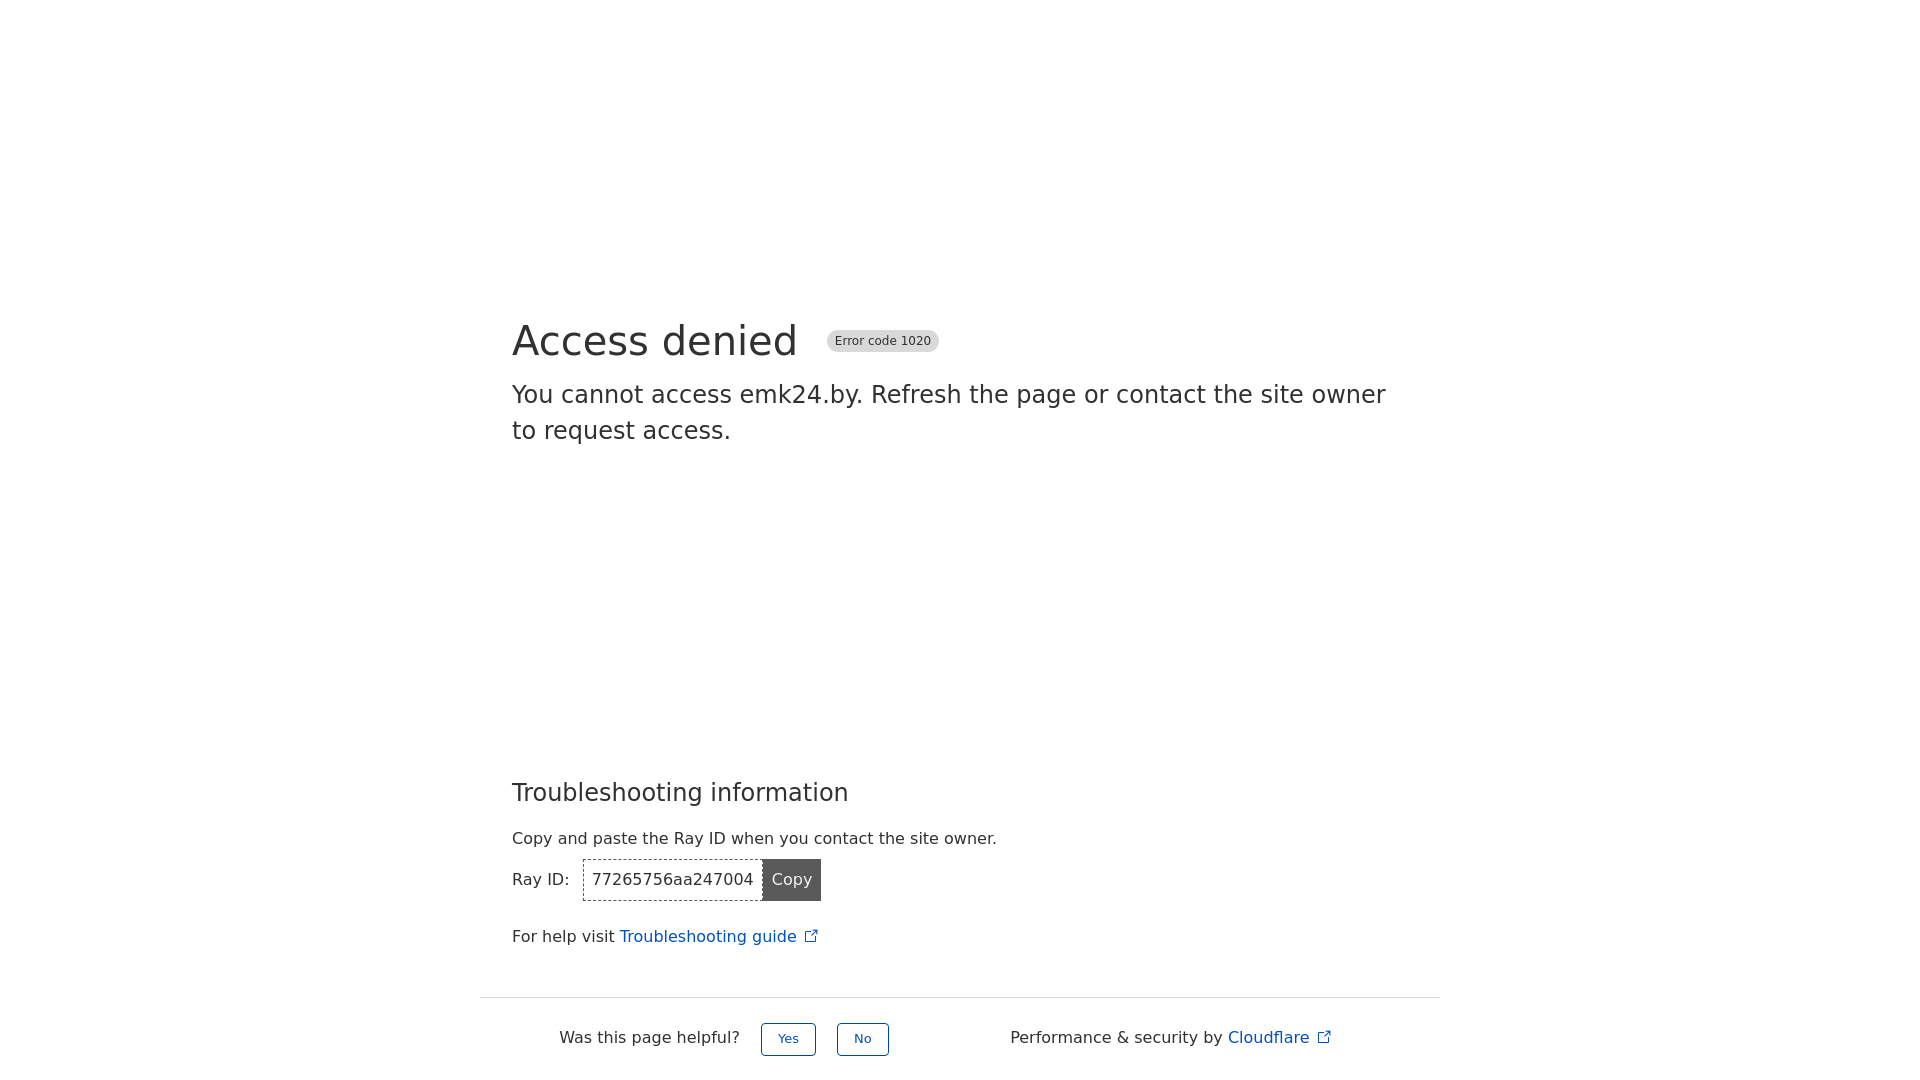 Access denied Error code 1020
You cannot access emk24.by. Refresh the page or contact the site owner
to request access.
Troubleshooting information
Copy and paste the Ray ID when you contact the site owner.
Ray ID: 77265756aa247004 Copy
For help visit Troubleshooting guide
Was this page helpful? Yes No Performance & security by Cloudflare